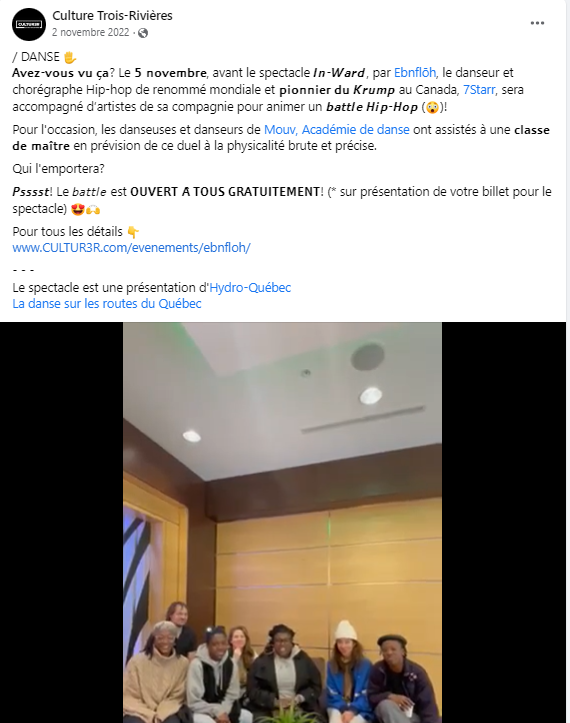 CULTUR3R
Culture Trois-Rivières
2 novembre 2022 ·
/ DANSE 🖐
Avez-vous vu ça? Le 5 novembre, avant le spectacle In-Ward, par Ebnflōh, le danseur et
chorégraphe Hip-hop de renommé mondiale et pionnier du Krump au Canada, 7Starr, sera
accompagné d'artistes de sa compagnie pour animer un battle Hip-Hop (😲)!
Pour l'occasion, les danseuses et danseurs de Mouv, Académie de danse ont assistés à une classe
de maître en prévision de ce duel à la physicalité brute et précise.
Qui l'emportera?
Psssst! Le battle est OUVERT A TOUS GRATUITEMENT! (* sur présentation de votre billet pour le
spectacle) 😍🙌
Pour tous les détails 👇
www.CULTUR3R.com/evenements/ebnfloh/
- - -
Le spectacle est une présentation d'Hydro-Québec
La danse sur les routes du Québec